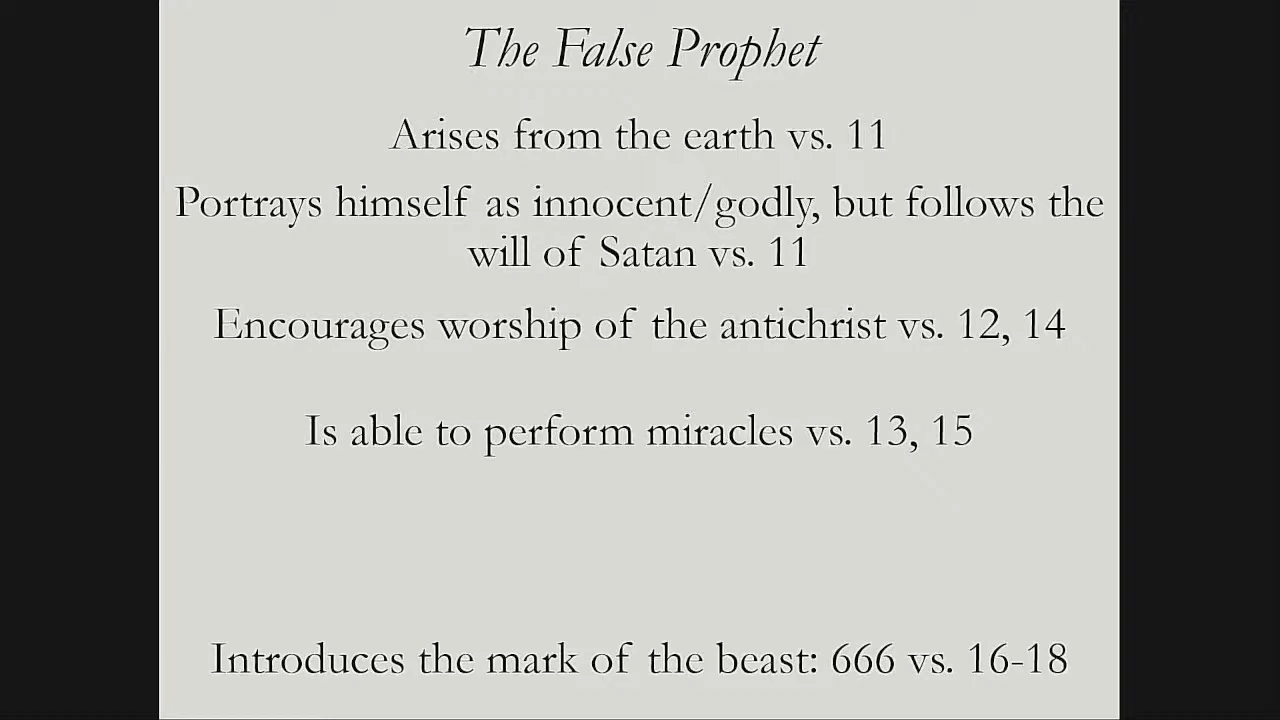 The False Prophet
Arises from the earth vs. 11
Portrays himself as innocent/godly, but follows the
will of Satan vs. 11
Encourages worship of the antichrist vs. 12, 14
Is able to perform miracles vs. 13, 15
Introduces the mark of the beast: 666 vs. 16-18